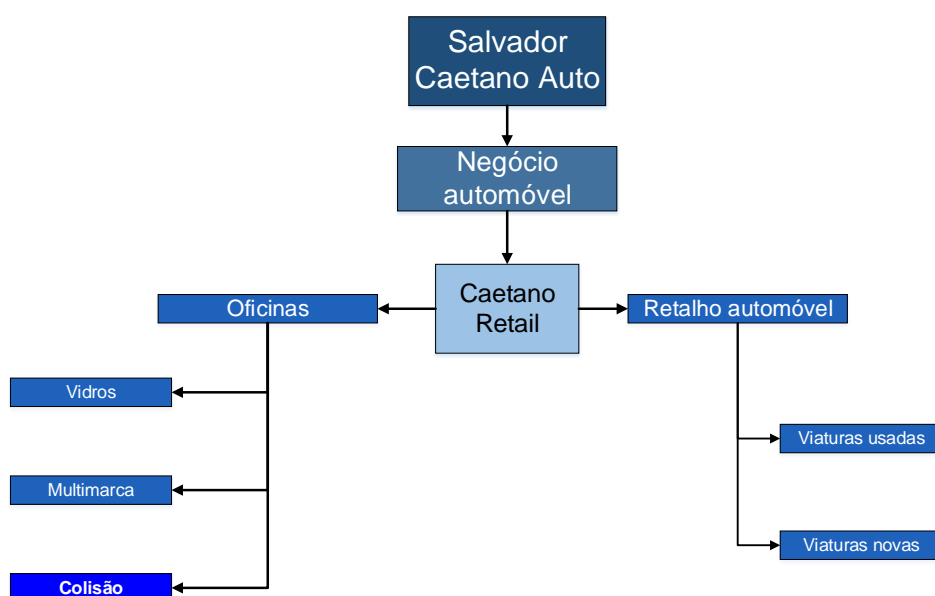 Salvador
Caetano Auto
Negócio
automóvel
Caetano
Retail
Oficinas
Retalho automóvel
Vidros
Multimarca
Colisão
Viaturas usadas
Viaturas novas